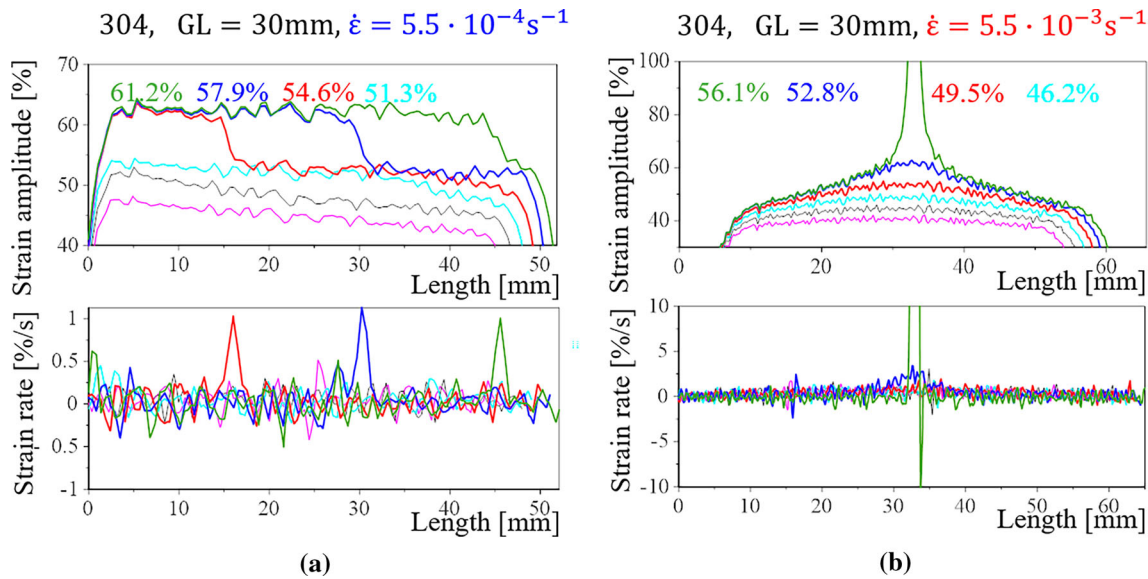 304, GL = 30mm, ε̇ = 5.5 · 10⁻⁴s⁻¹
Strain amplitude [%]
70
60
50
40
61.2% 57.9% 54.6% 51.3%
0 10 20 30 40 50
Length [mm]
Strain rate [%/s]
1
0.5
0
0.5
-1
0 10 20 30 40 50
Length [mm]
(a)
304, GL = 30mm, ε̇ = 5.5 · 10⁻³s⁻¹
Strain amplitude [%]
100
80
60
40
56.1% 52.8% 49.5% 46.2%
0 20 40 60
Length [mm]
Strain rate [%/s]
10
5
0
-5
-10
0 10 20 30 40 50 60
Length [mm]
(b)